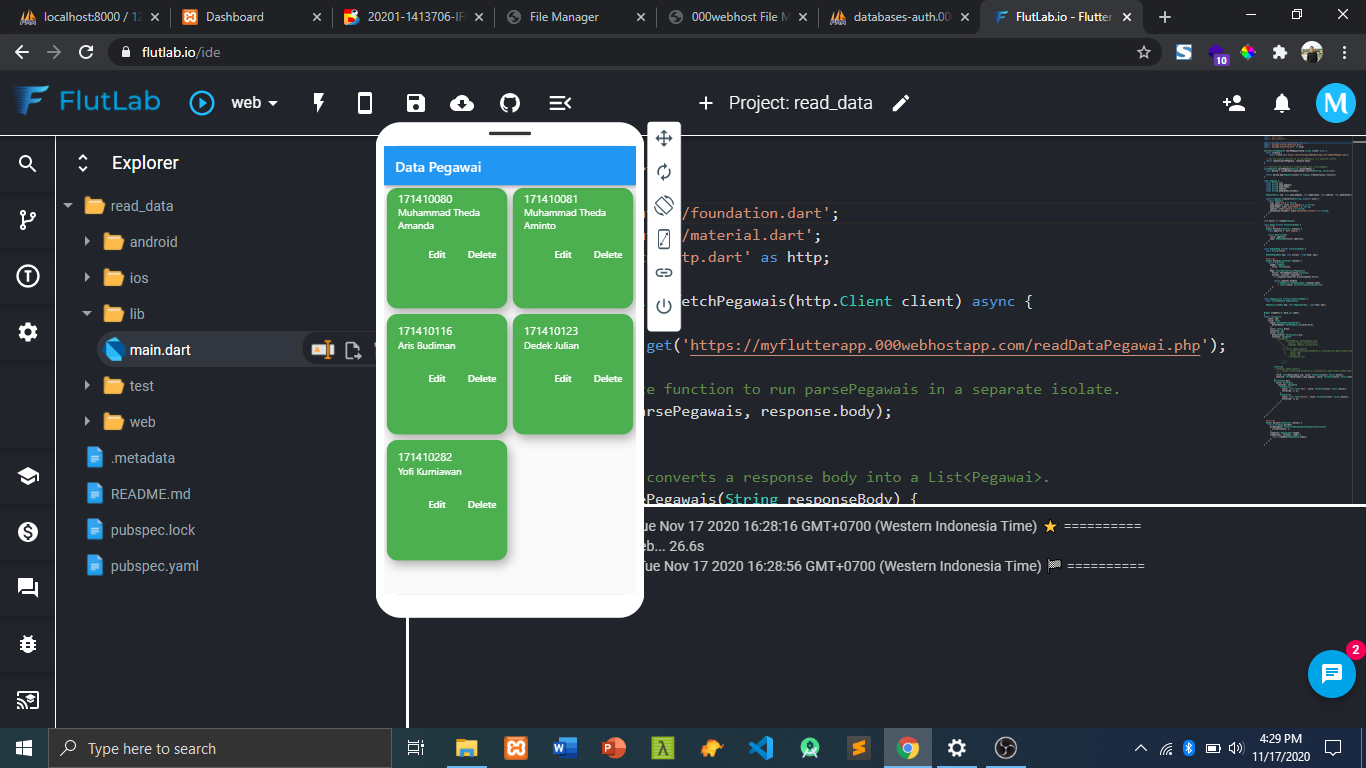 localhost:8000 / 12
Dashboard
20201-1413706-IF
File Manager
000webhost File M
databases-auth.00
FlutLab.io - Flutter
flutlab.io/ide
10
FlutLab
web
Project: read_data
M
Explorer
read_data
android
ios
lib
main.dart
test
web
.metadata
README.md
pubspec.lock
pubspec.yaml
Data Pegawai
171410080
Muhammad Theda
Amanda
Edit Delete
171410081
Muhammad Theda
Aminto
Edit Delete
171410116
Aris Budiman
Edit Delete
171410123
Dedek Julian
Edit Delete
171410282
Yofi Kurniawan
Edit Delete
/foundation.dart';
/material.dart';
tp.dart' as http;
etchPegawais(http.Client client) async {
get('https://myflutterapp.000webhostapp.com/readDataPegawai.php');
te function to run parsePegawais in a separate isolate.
arsePegawais, response.body);
converts a response body into a List<Pegawai>.
ePegawais(String responseBody) {
ue Nov 17 2020 16:28:16 GMT+0700 (Western Indonesia Time) ⭐ ==========
eb... 26.6s
Tue Nov 17 2020 16:28:56 GMT+0700 (Western Indonesia Time) 🏁 ==========
2
Type here to search
4:29 PM
11/17/2020